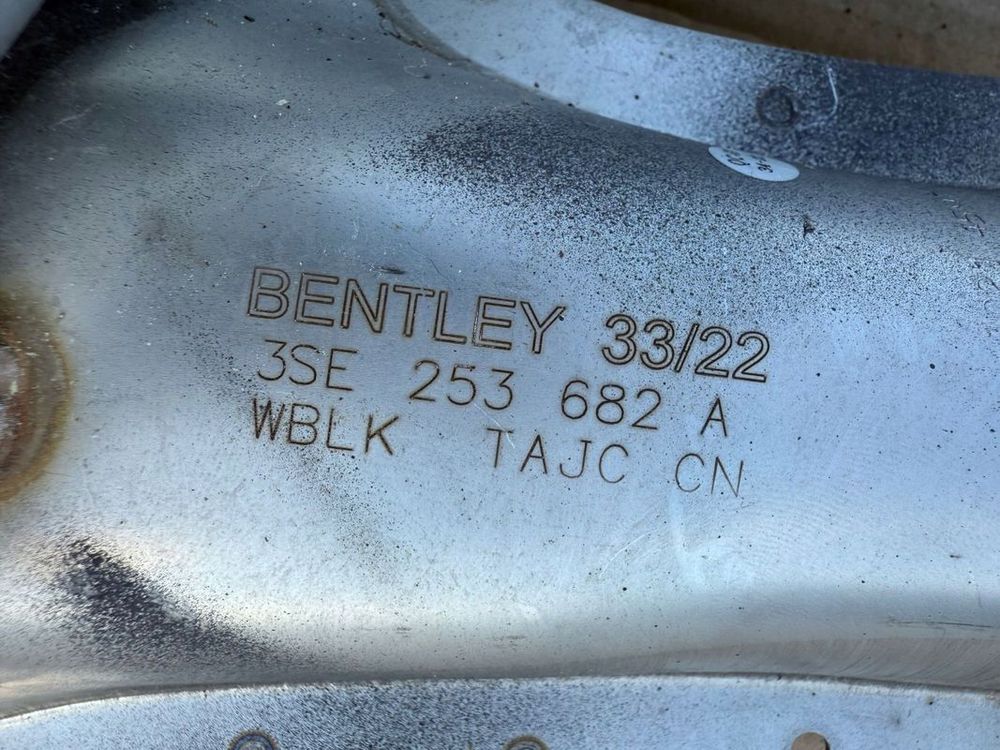 BENTLEY 33/22
3SE 253 682 A
WBLK TAJC CN